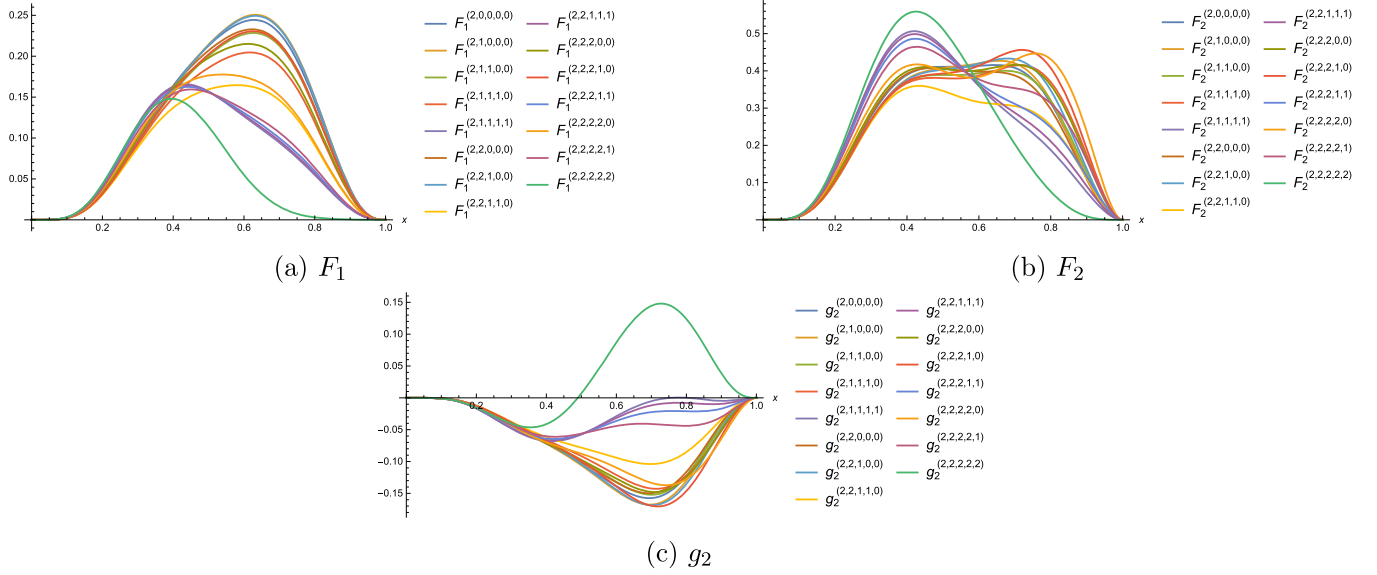 0.25
0.20
0.15
0.10
0.05
0.2
0.4
0.6
0.8
1.0
x
F₁^(2,0,0,0,0)
F₁^(2,1,0,0,0)
F₁^(2,1,1,0,0)
F₁^(2,1,1,1,0)
F₁^(2,1,1,1,1)
F₁^(2,2,0,0,0)
F₁^(2,2,1,0,0)
F₁^(2,2,1,1,0)
F₁^(2,2,1,1,1)
F₁^(2,2,2,0,0)
F₁^(2,2,2,1,0)
F₁^(2,2,2,1,1)
F₁^(2,2,2,2,0)
F₁^(2,2,2,2,1)
F₁^(2,2,2,2,2)
(a) F₁
0.5
0.4
0.3
0.2
0.1
0.2
0.4
0.6
0.8
1.0
x
F₂^(2,0,0,0,0)
F₂^(2,1,0,0,0)
F₂^(2,1,1,0,0)
F₂^(2,1,1,1,0)
F₂^(2,1,1,1,1)
F₂^(2,2,0,0,0)
F₂^(2,2,1,0,0)
F₂^(2,2,1,1,0)
F₂^(2,2,1,1,1)
F₂^(2,2,2,0,0)
F₂^(2,2,2,1,0)
F₂^(2,2,2,1,1)
F₂^(2,2,2,2,0)
F₂^(2,2,2,2,1)
F₂^(2,2,2,2,2)
(b) F₂
0.15
0.10
0.05
−0.05
−0.10
−0.15
0.2
0.4
0.6
0.8
1.0
x
g₂^(2,0,0,0,0)
g₂^(2,1,0,0,0)
g₂^(2,1,1,0,0)
g₂^(2,1,1,1,0)
g₂^(2,1,1,1,1)
g₂^(2,2,0,0,0)
g₂^(2,2,1,0,0)
g₂^(2,2,1,1,0)
g₂^(2,2,1,1,1)
g₂^(2,2,2,0,0)
g₂^(2,2,2,1,0)
g₂^(2,2,2,1,1)
g₂^(2,2,2,2,0)
g₂^(2,2,2,2,1)
g₂^(2,2,2,2,2)
(c) g₂